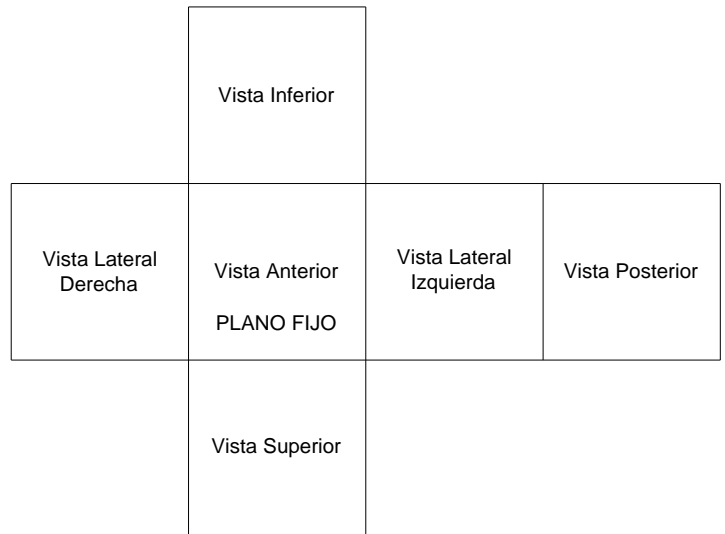 Vista Inferior
Vista Lateral
Derecha
Vista Anterior
PLANO FIJO
Vista Lateral
Izquierda
Vista Posterior
Vista Superior